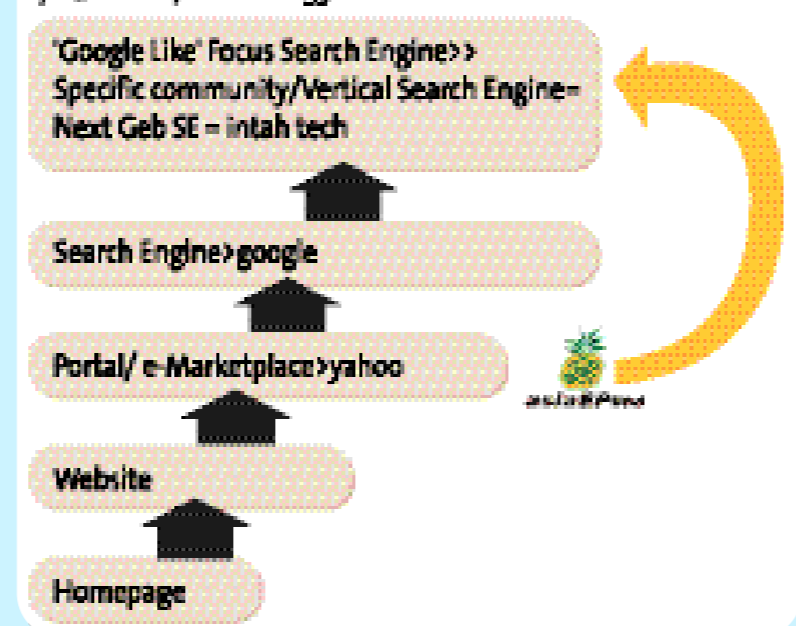 'Google Like' Focus Search Engine>>
Specific community/Vertical Search Engine=
Next Geb SE = intah tech
Search Engine>google
Portal/ e-Marketplace>yahoo
Website
Homepage